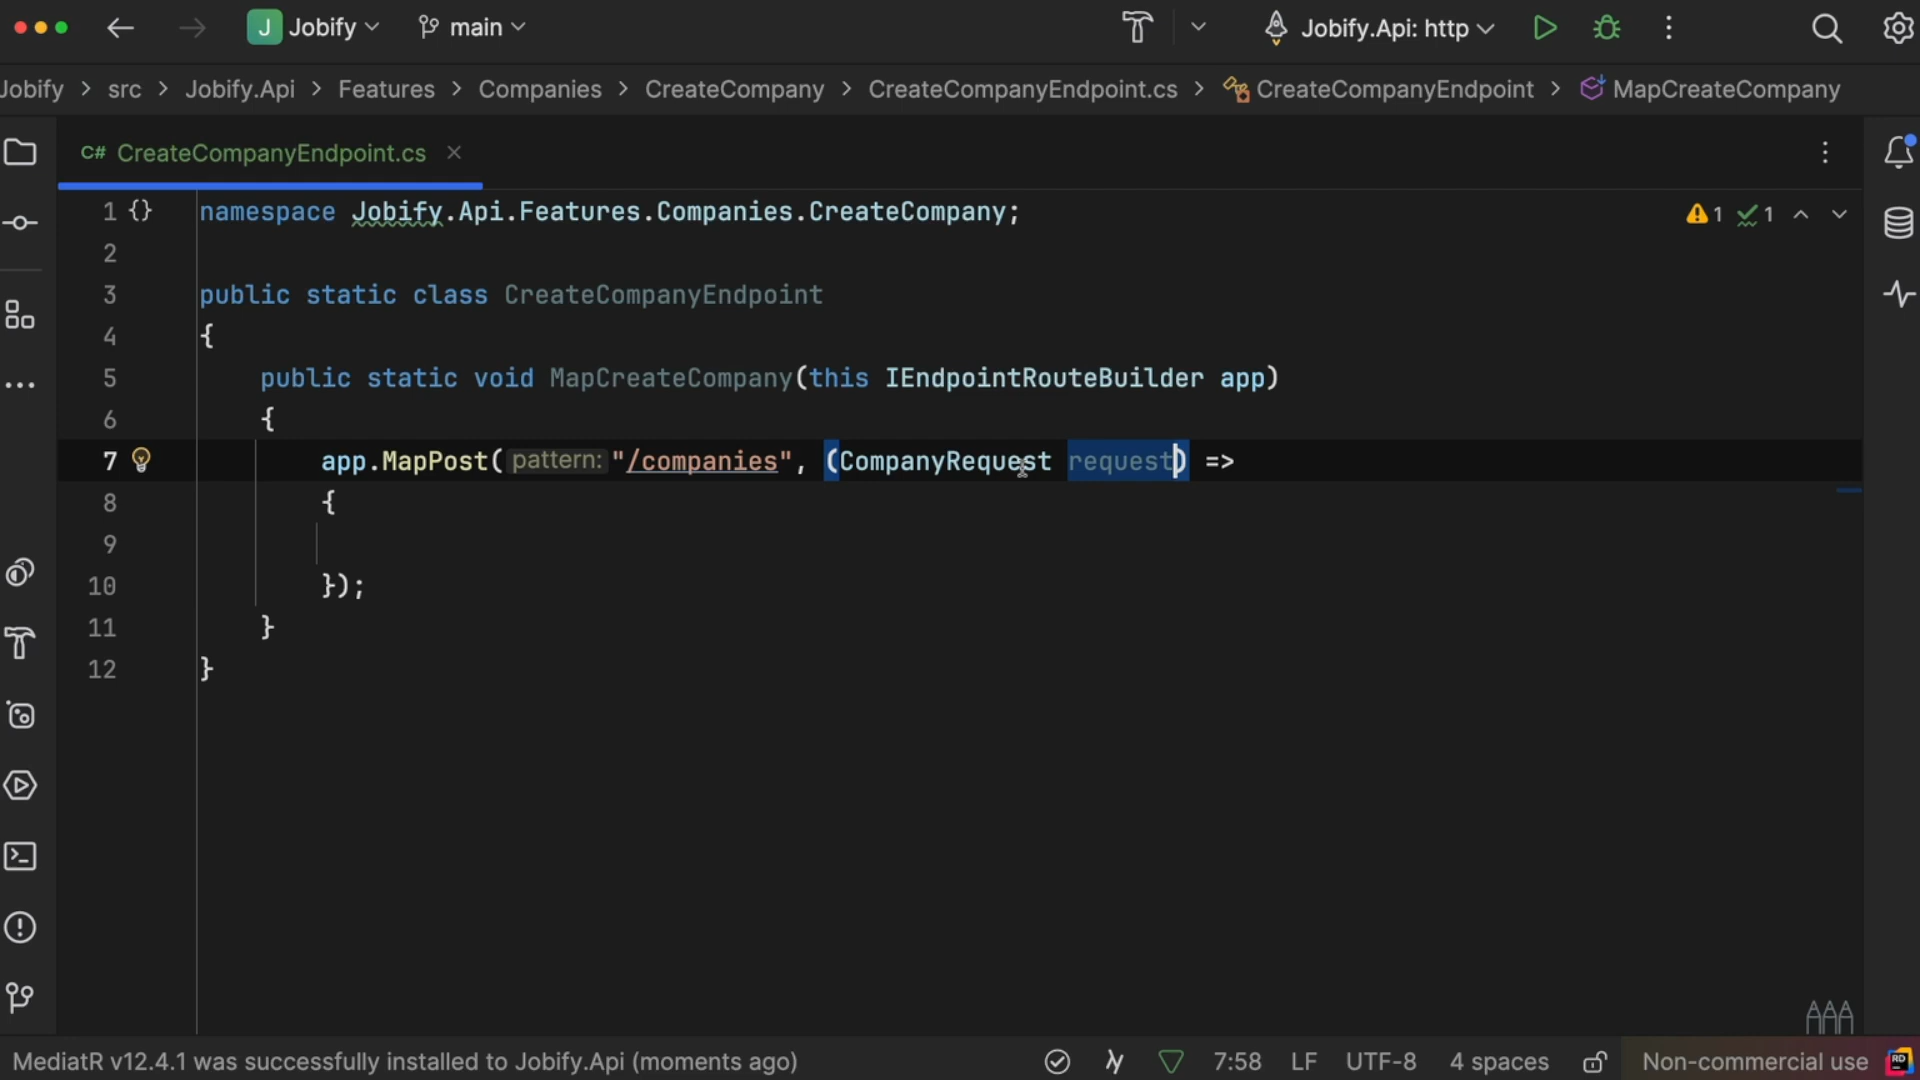 J Jobify main Jobify.Api: http
Jobify > src > Jobify.Api > Features > Companies > CreateCompany > CreateCompanyEndpoint.cs > CreateCompanyEndpoint > MapCreateCompany
C# CreateCompanyEndpoint.cs
1 {} namespace Jobify.Api.Features.Companies.CreateCompany; 1 1
2
3 public static class CreateCompanyEndpoint
4 {
5 public static void MapCreateCompany(this IEndpointRouteBuilder app)
6 {
7 app.MapPost( pattern: "/companies", (CompanyRequest request) =>
8 {
9
10 });
11 }
12 }
MediatR v12.4.1 was successfully installed to Jobify.Api (moments ago) 7:58 LF UTF-8 4 spaces Non-commercial use RD